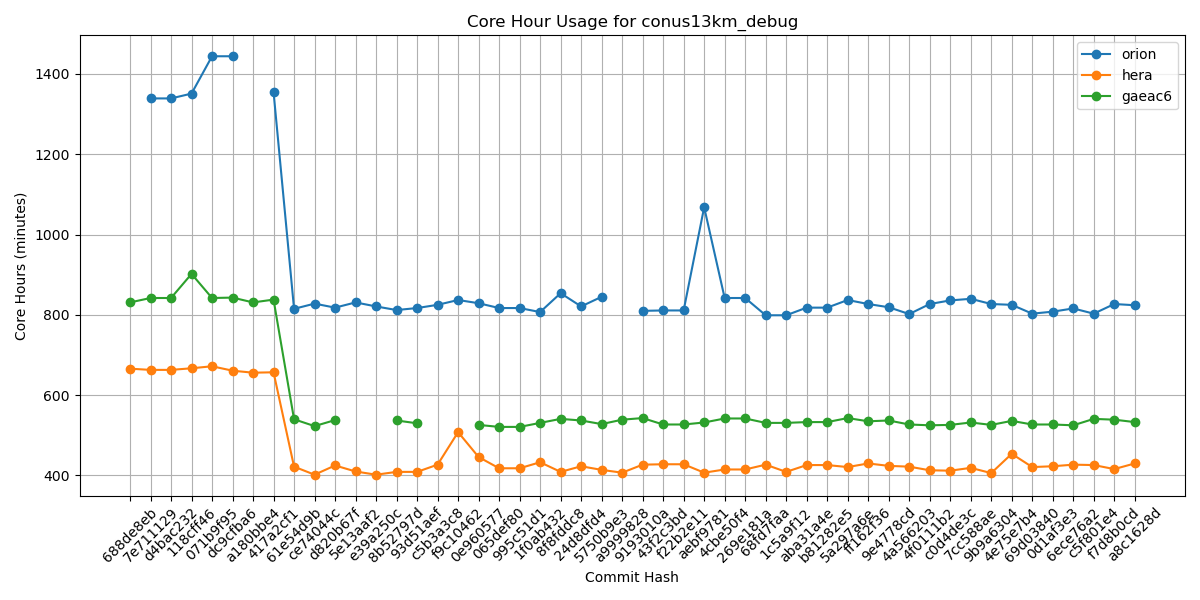 Core Hour Usage for conus13km_debug
orion
hera
gaeac6
Core Hours (minutes)
1400
1200
1000
800
600
400
688de8eb
7e711129
d4bac232
118cff46
071b9f95
dc9cfba6
a180bbe4
417a2cf1
61e54d9b
ce74044c
d820b67f
5e13aaf2
e39a250c
8b52797d
93d51aef
c5b3a3c8
f9c10462
0e960577
065def80
995c51d1
1f0ab432
8f8fddc8
24d8dfd4
5750b9e3
a9999828
9193010a
43f2c3bd
f22b2e11
aebf9781
4cbe50f4
269e181a
68fd7faa
1c5a9f12
aba31a4e
b81282e5
5a2978f9e
ff162f36
9e4778cd
4a566203
4f011b2
c0d4de3c
7cc588ae
9b9a6304
4e75e7b4
69d03840
0d1af3e3
6ece76a2
c5f801e4
f7d8b0cd
a8c1628d
Commit Hash